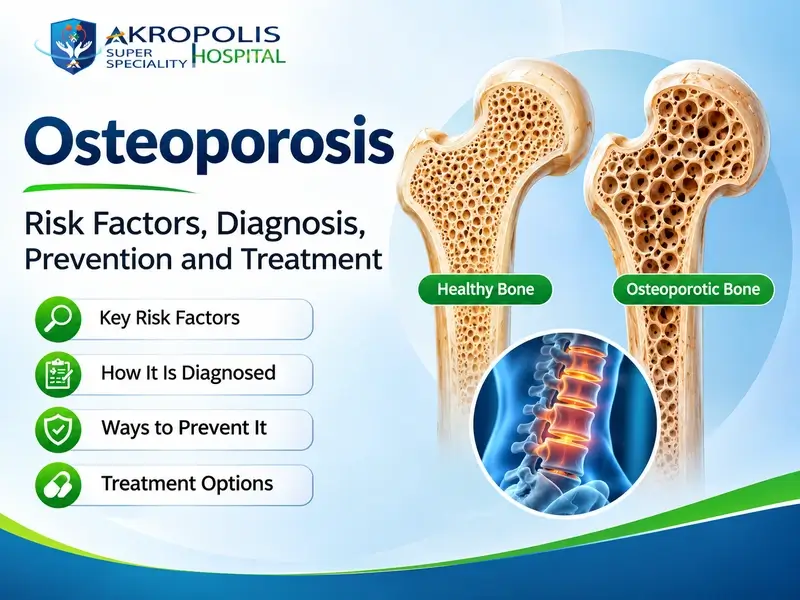 AKROPOLIS
SUPER
SPECIALITY HOSPITAL
Osteoporosis
Risk Factors, Diagnosis,
Prevention and Treatment
Key Risk Factors
How It Is Diagnosed
Ways to Prevent It
Treatment Options
Healthy Bone
Osteoporotic Bone